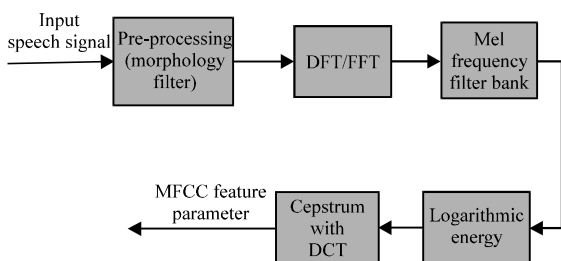 Input
speech signal
Pre-processing
(morphology
filter)
DFT/FFT
Mel
frequency
filter bank
MFCC feature
parameter
Cepstrum
with
DCT
Logarithmic
energy